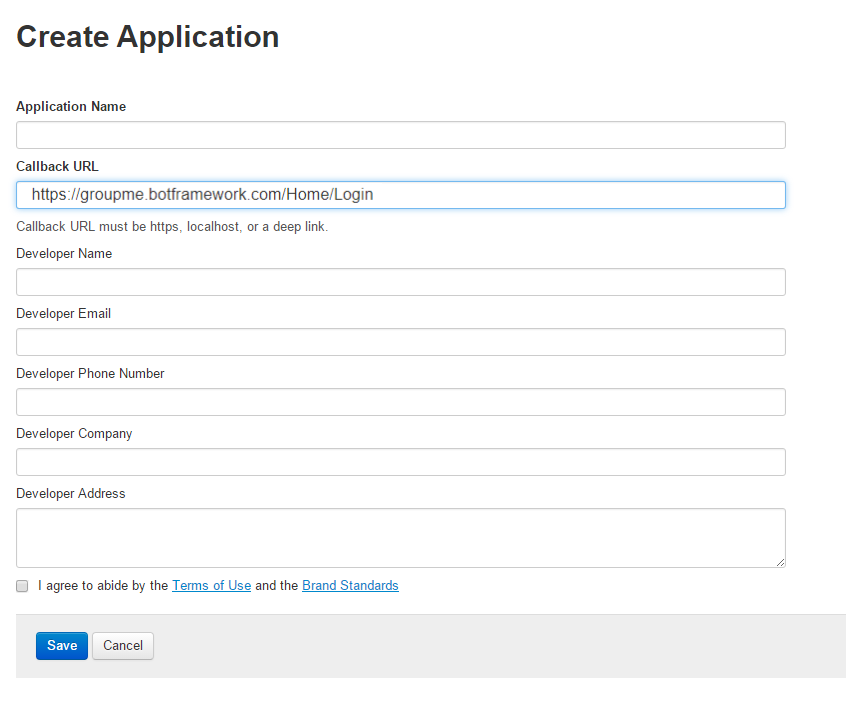 Create Application
Application Name
Callback URL
https://groupme.botframework.com/Home/Login
Callback URL must be https, localhost, or a deep link.
Developer Name
Developer Email
Developer Phone Number
Developer Company
Developer Address
I agree to abide by the Terms of Use and the Brand Standards
Save Cancel